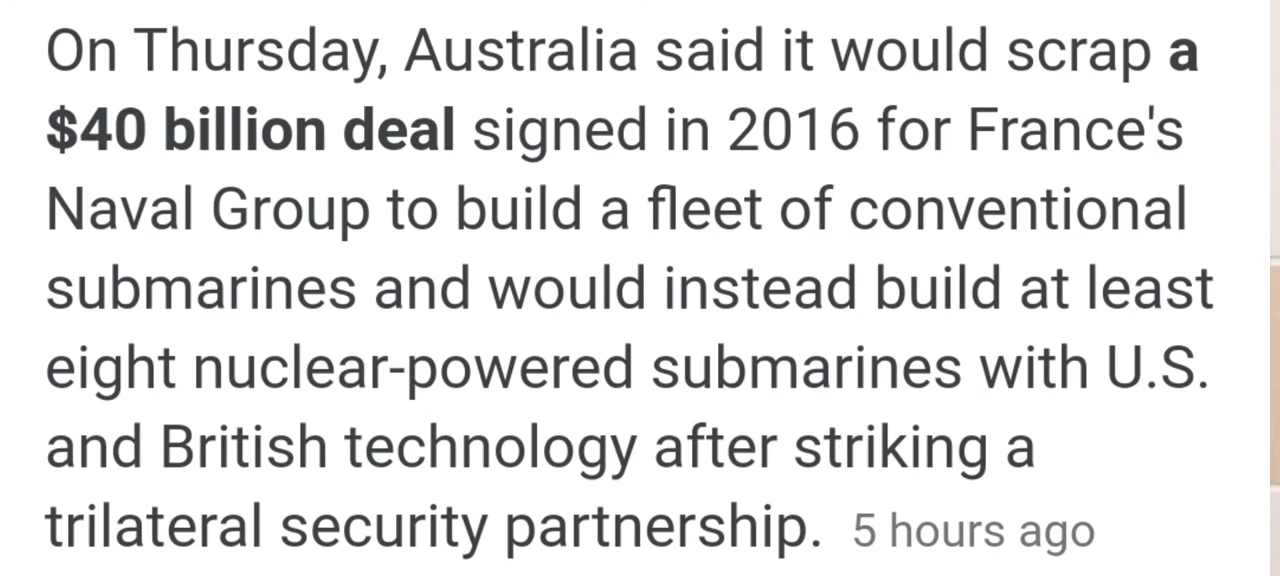 On Thursday, Australia said it would scrap a
$40 billion deal signed in 2016 for France's
Naval Group to build a fleet of conventional
submarines and would instead build at least
eight nuclear-powered submarines with U.S.
and British technology after striking a
trilateral security partnership. 5 hours ago